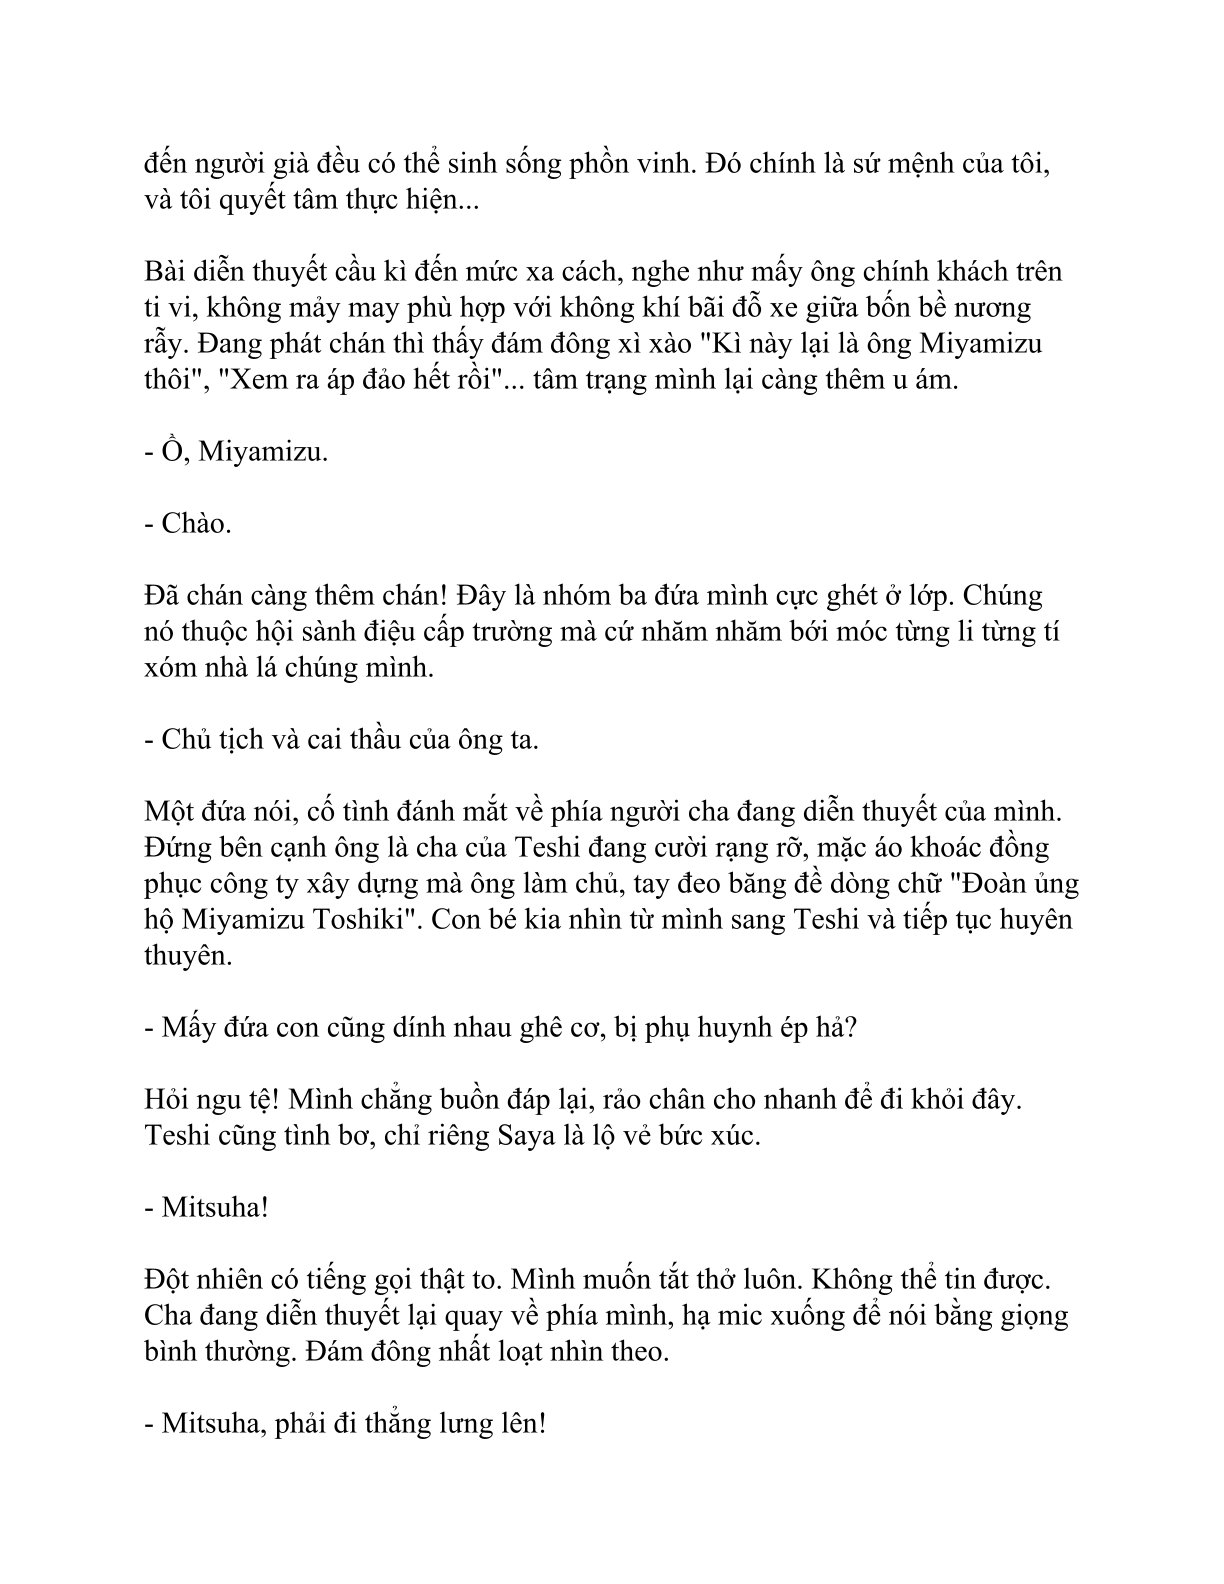 đến người già đều có thể sinh sống phồn vinh. Đó chính là sứ mệnh của tôi,
và tôi quyết tâm thực hiện...
Bài diễn thuyết cầu kì đến mức xa cách, nghe như mấy ông chính khách trên
ti vi, không mảy may phù hợp với không khí bãi đỗ xe giữa bốn bề nương
rẫy. Đang phát chán thì thấy đám đông xì xào "Kì này lại là ông Miyamizu
thôi", "Xem ra áp đảo hết rồi"... tâm trạng mình lại càng thêm u ám.
- Ồ, Miyamizu.
- Chào.
Đã chán càng thêm chán! Đây là nhóm ba đứa mình cực ghét ở lớp. Chúng
nó thuộc hội sành điệu cấp trường mà cứ nhăm nhăm bới móc từng li từng tí
xóm nhà lá chúng mình.
- Chủ tịch và cai thầu của ông ta.
Một đứa nói, cố tình đánh mắt về phía người cha đang diễn thuyết của mình.
Đứng bên cạnh ông là cha của Teshi đang cười rạng rỡ, mặc áo khoác đồng
phục công ty xây dựng mà ông làm chủ, tay đeo băng đề dòng chữ "Đoàn ủng
hộ Miyamizu Toshiki". Con bé kia nhìn từ mình sang Teshi và tiếp tục huyên
thuyên.
- Mấy đứa con cũng dính nhau ghê cơ, bị phụ huynh ép hả?
Hỏi ngu tệ! Mình chẳng buồn đáp lại, rảo chân cho nhanh để đi khỏi đây.
Teshi cũng tình bơ, chỉ riêng Saya là lộ vẻ bức xúc.
- Mitsuha!
Đột nhiên có tiếng gọi thật to. Mình muốn tắt thở luôn. Không thể tin được.
Cha đang diễn thuyết lại quay về phía mình, hạ mic xuống để nói bằng giọng
bình thường. Đám đông nhất loạt nhìn theo.
- Mitsuha, phải đi thẳng lưng lên!